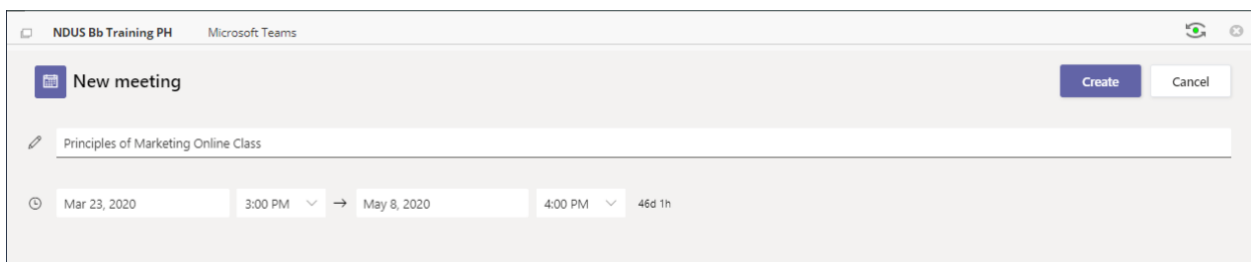 NDUS Bb Training PH Microsoft Teams
New meeting Create Cancel
Principles of Marketing Online Class
Mar 23, 2020 3:00 PM → May 8, 2020 4:00 PM 46d 1h